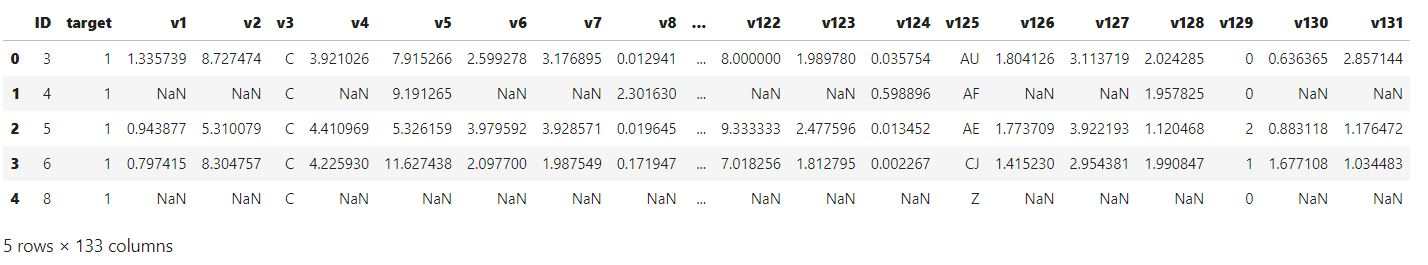 ID target v1 v2 v3 v4 v5 v6 v7 v8 ... v122 v123 v124 v125 v126 v127 v128 v129 v130 v131
0 3 1 1.335739 8.727474 C 3.921026 7.915266 2.599278 3.176895 0.012941 ... 8.000000 1.989780 0.035754 AU 1.804126 3.113719 2.024285 0 0.636365 2.857144
1 4 1 NaN NaN C NaN 9.191265 NaN NaN 2.301630 ... NaN NaN 0.598896 AF NaN NaN 1.957825 0 NaN NaN
2 5 1 0.943877 5.310079 C 4.410969 5.326159 3.979592 3.928571 0.019645 ... 9.333333 2.477596 0.013452 AE 1.773709 3.922193 1.120468 2 0.883118 1.176472
3 6 1 0.797415 8.304757 C 4.225930 11.627438 2.097700 1.987549 0.171947 ... 7.018256 1.812795 0.002267 CJ 1.415230 2.954381 1.990847 1 1.677108 1.034483
4 8 1 NaN NaN C NaN NaN NaN NaN NaN ... NaN NaN NaN Z NaN NaN NaN 0 NaN NaN
5 rows × 133 columns